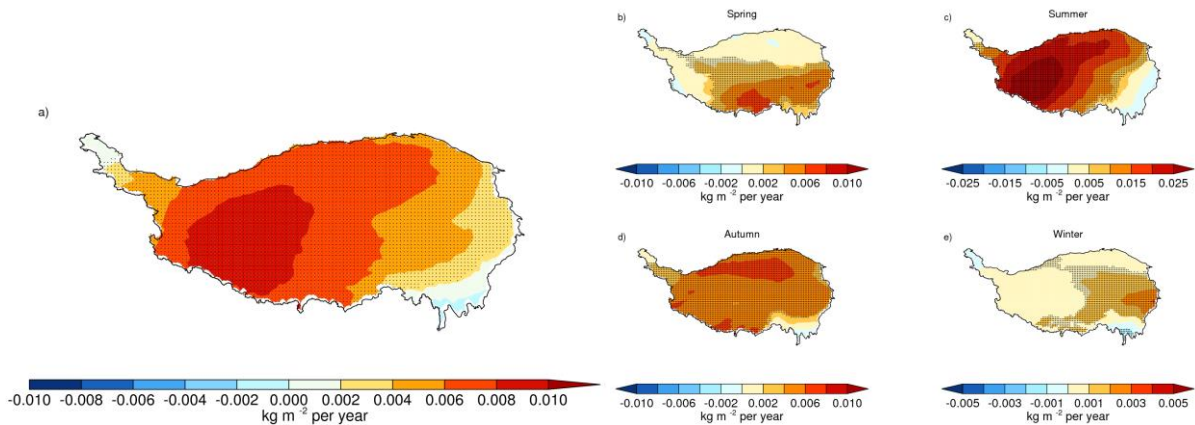 a)
-0.010 -0.008 -0.006 -0.004 -0.002 0.000 0.002 0.004 0.006 0.008 0.010
kg m⁻² per year
b)
Spring
-0.010 -0.006 -0.002 0.002 0.006 0.010
kg m⁻² per year
c)
Summer
-0.025 -0.015 -0.005 0.005 0.015 0.025
kg m⁻² per year
d)
Autumn
-0.010 -0.006 -0.002 0.002 0.006 0.010
kg m⁻² per year
e)
Winter
-0.005 -0.003 -0.001 0.001 0.003 0.005
kg m⁻² per year